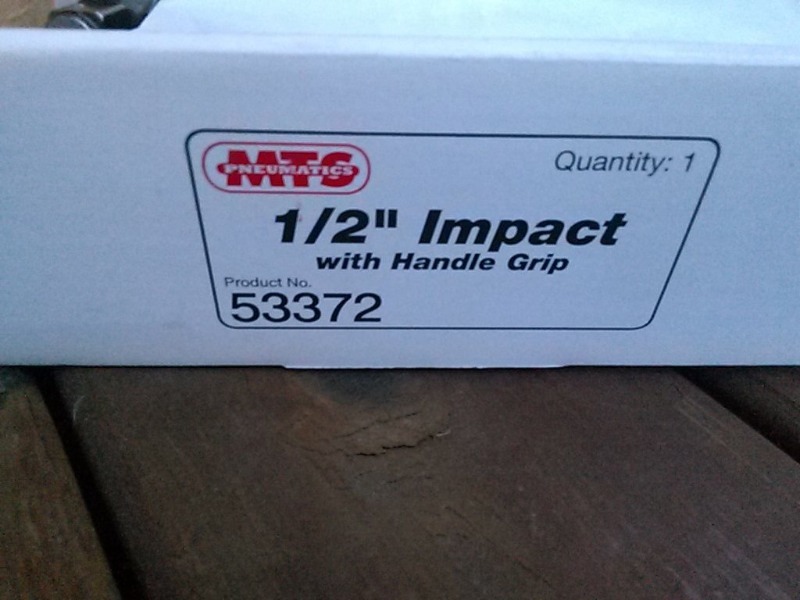 MTS
PNEUMATICS
Quantity: 1
1/2" Impact
with Handle Grip
Product No.
53372